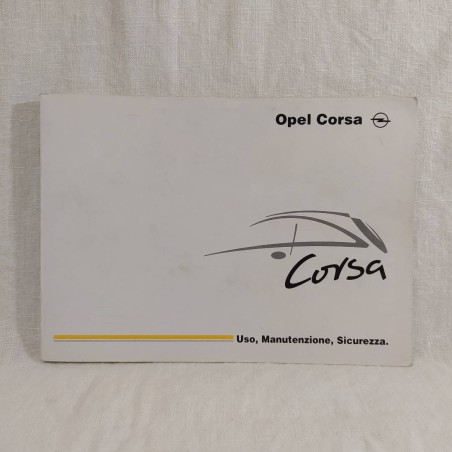 Opel Corsa
Corsa
Uso, Manutenzione, Sicurezza.